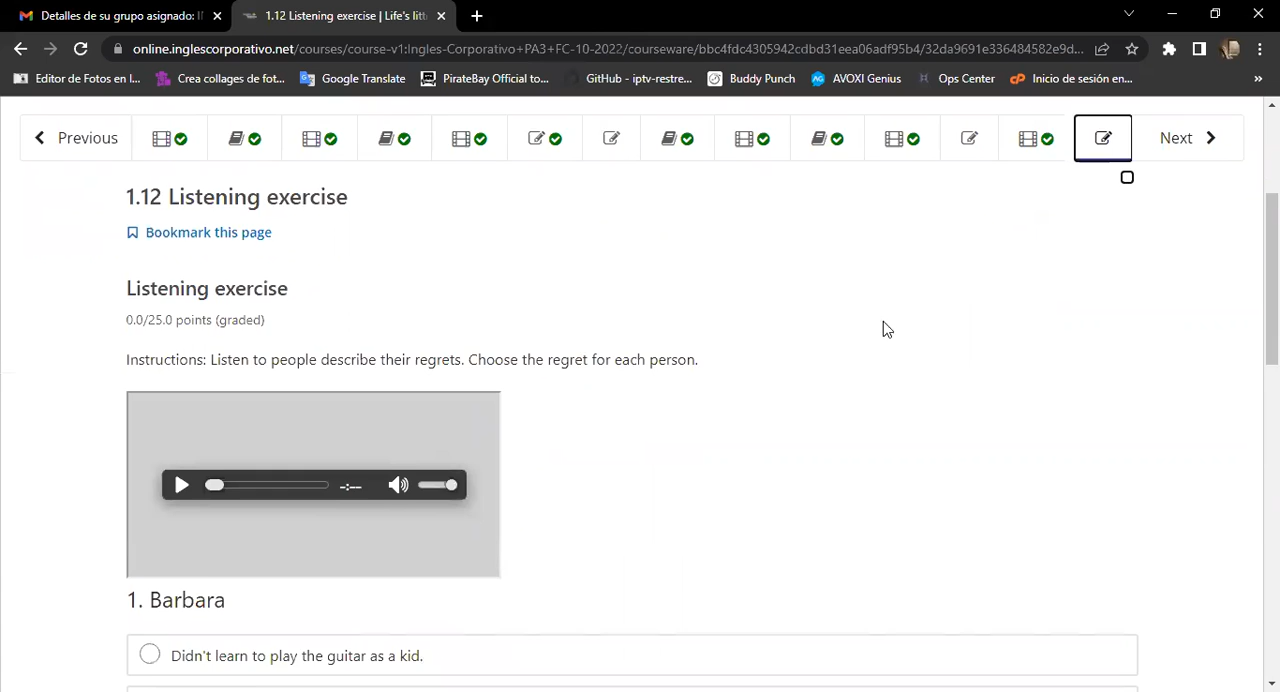 Detalles de su grupo asignado: I
1.12 Listening exercise | Life's litt
online.inglescorporativo.net/courses/course-v1:Ingles-Corporativo+PA3+FC-10-2022/courseware/bbc4fdc4305942cdbd31eea06adf95b4/32da9691e336484582e9d...
Editor de Fotos en l... Crea collages de fot... Google Translate PirateBay Official to... GitHub - iptv-restre... Buddy Punch AVOXI Genius Ops Center Inicio de sesión en... »
Previous Next
1.12 Listening exercise
Bookmark this page
Listening exercise
0.0/25.0 points (graded)
Instructions: Listen to people describe their regrets. Choose the regret for each person.
-:--
1. Barbara
Didn't learn to play the guitar as a kid.